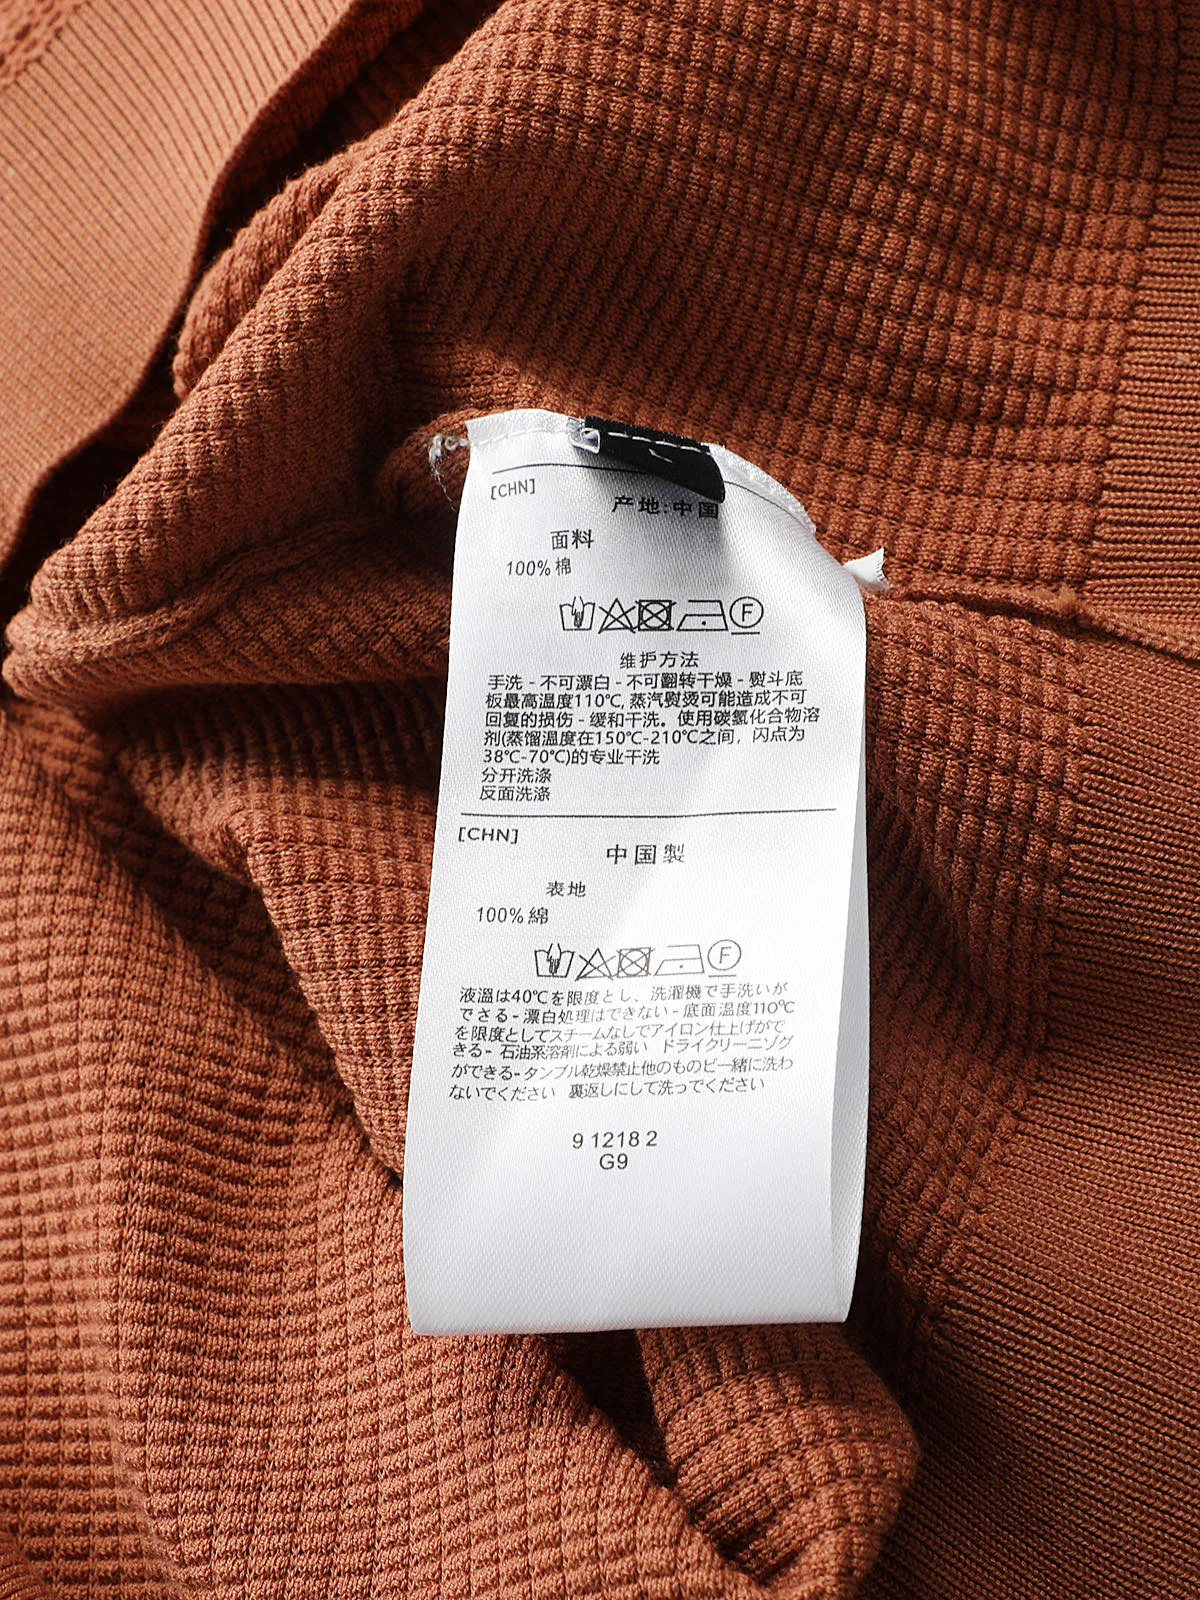 [CHN]
产地:中国
面料
100% 棉
F
维护方法
手洗 - 不可漂白 - 不可翻转干燥 - 熨斗底
板最高温度110℃, 蒸汽熨烫可能造成不可
回复的损伤 - 缓和干洗。使用碳氢化合物溶
剂(蒸馏温度在150℃-210℃之间，闪点为
38℃-70℃)的专业干洗
分开洗涤
反面洗涤
[CHN]
中国製
表地
100% 綿
F
液溫は40℃を限度とし、洗濯機で手洗いが
でさる - 漂白処理はできない - 底面温度110℃
を限度としてスチームなしでアイロン仕上げがで
きる - 石油系溶剤による弱い ドライクリーニング
ができる- タンブル乾燥禁止他のものビー緒に洗わ
ないでください 裏返しにして洗ってください
9 1218 2
G9